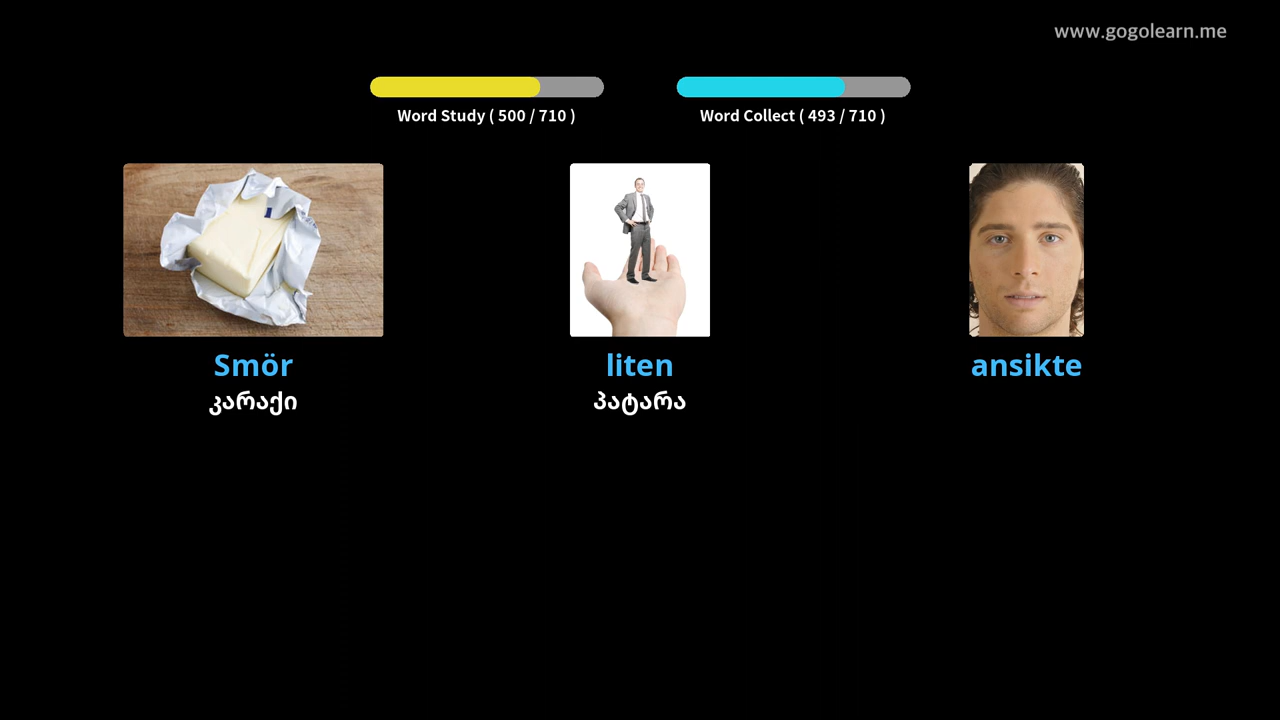 www.gogolearn.me
Word Study ( 500 / 710 )
Word Collect ( 493 / 710 )
Smör
liten
ansikte
კარაქი
პატარა